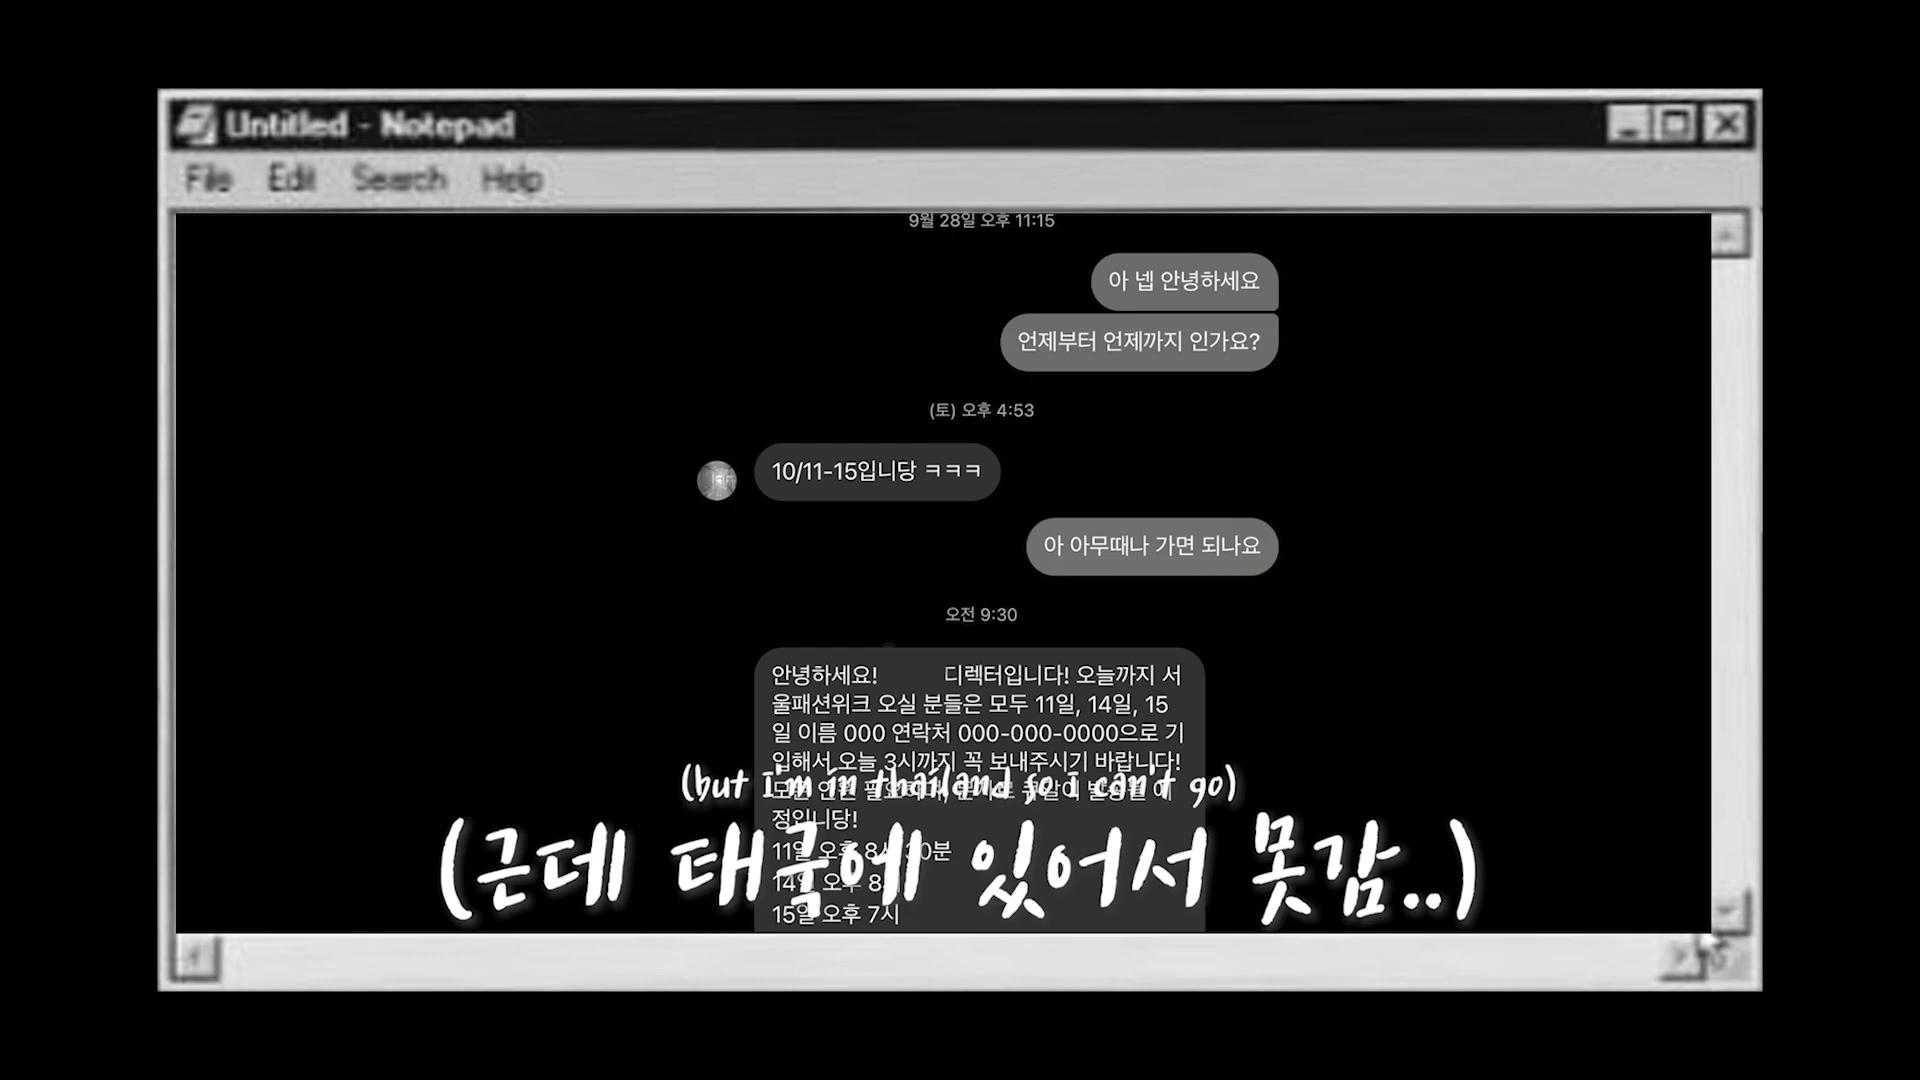 Untitled - Notepad
File Edit Search Help
9월 28일 오후 11:15
아 넵 안녕하세요
언제부터 언제까지 인가요?
(토) 오후 4:53
10/11-15입니당 ㅋㅋㅋ
아 아무때나 가면 되나요
오전 9:30
안녕하세요! 디렉터입니다! 오늘까지 서
울패션위크 오실 분들은 모두 11일, 14일, 15
일 이름 000 연락처 000-000-0000으로 기
입해서 오늘 3시까지 꼭 보내주시기 바랍니다!
정입니당!
11일 오후 8시 30분
14일 오후 8시
15일 오후 7시
(but i'm in thailand so i can't go)
(근데 태국에 있어서 못감..)